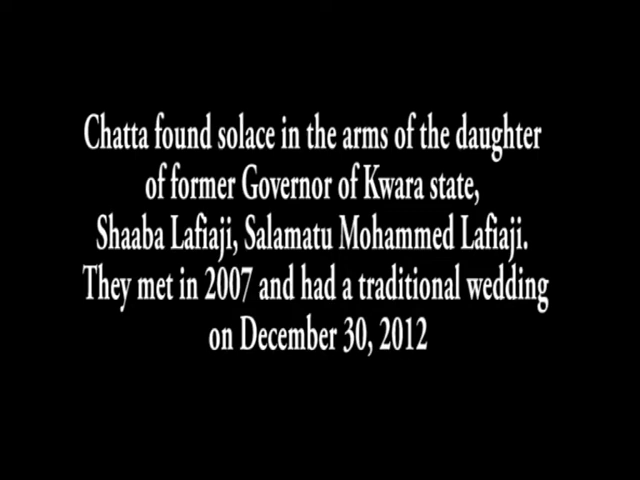 Chatta found solace in the arms of the daughter
of former Governor of Kwara state,
Shaaba Lafiaji, Salamatu Mohammed Lafiaji.
They met in 2007 and had a traditional wedding
on December 30, 2012